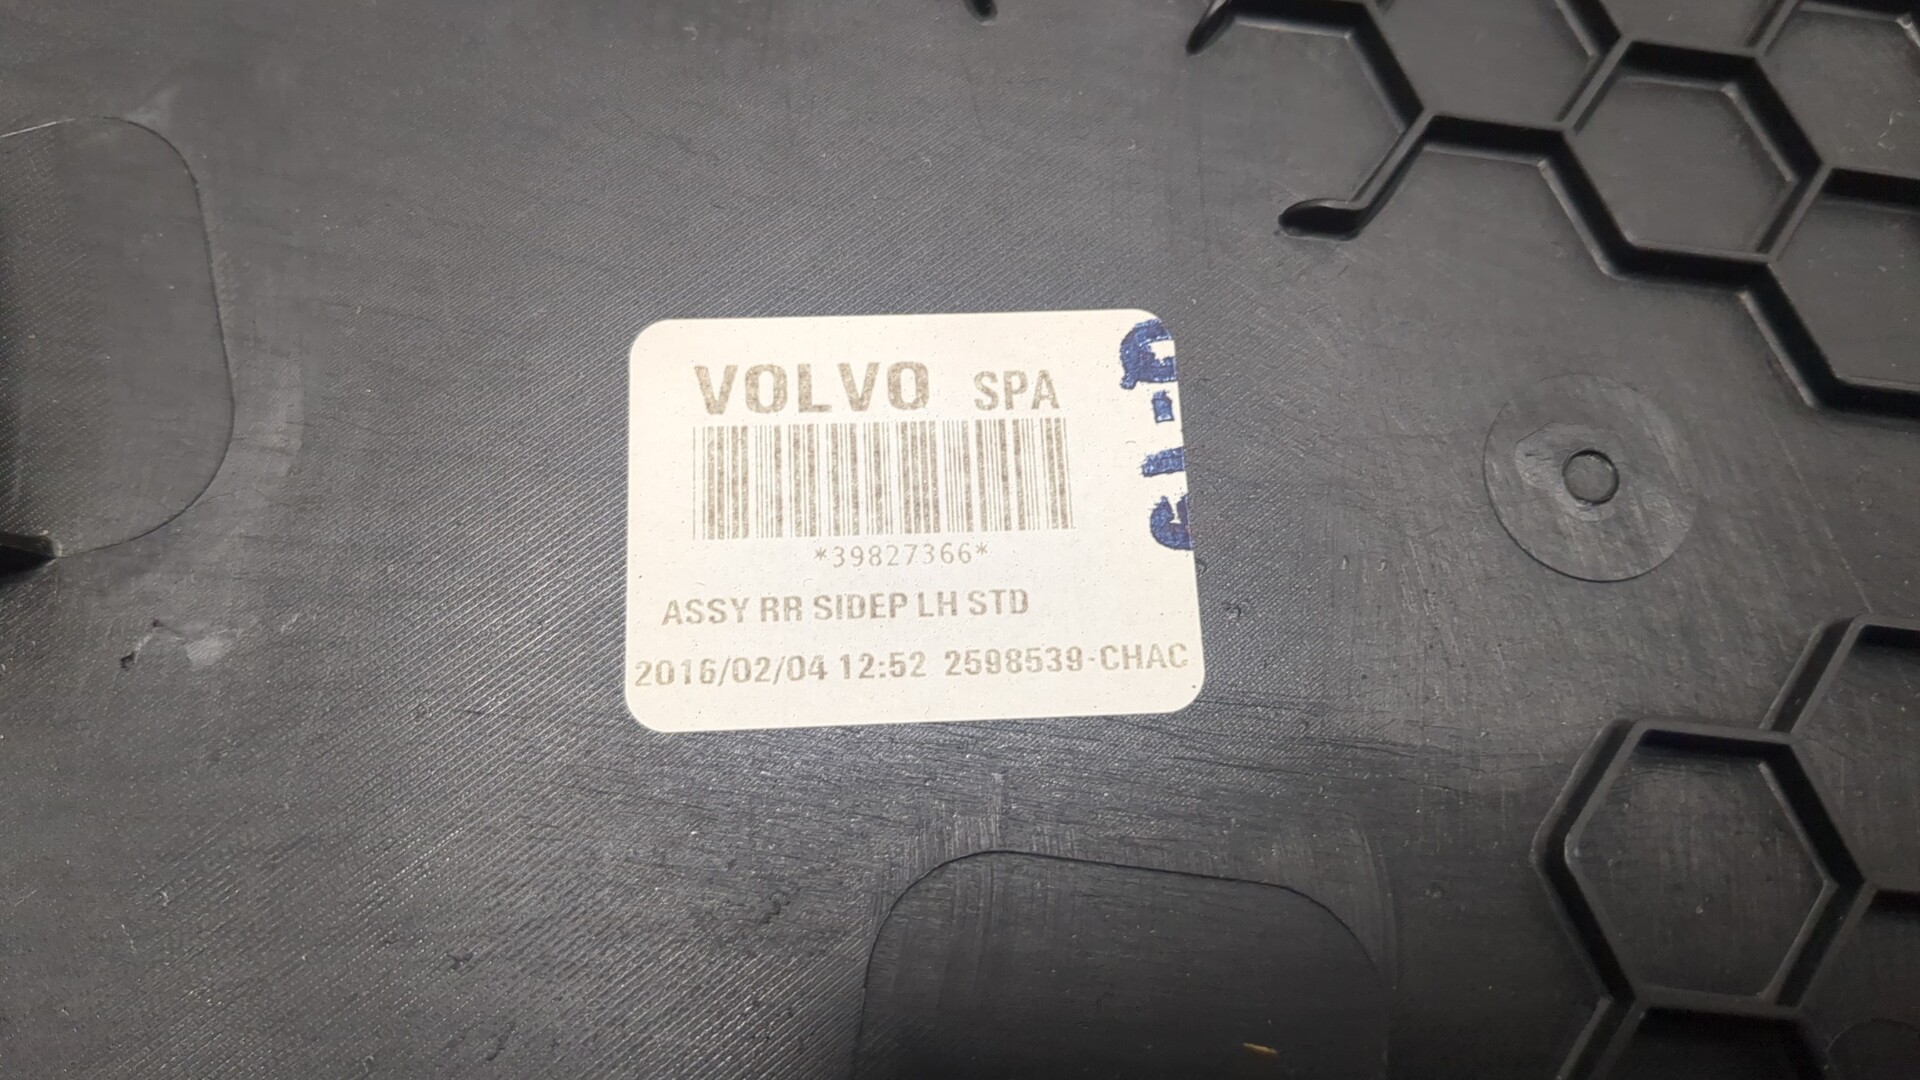 VOLVO SPA
*39827366*
ASSY RR SIDEP LH STD
2016/02/04 12:52 2598539-CHAC